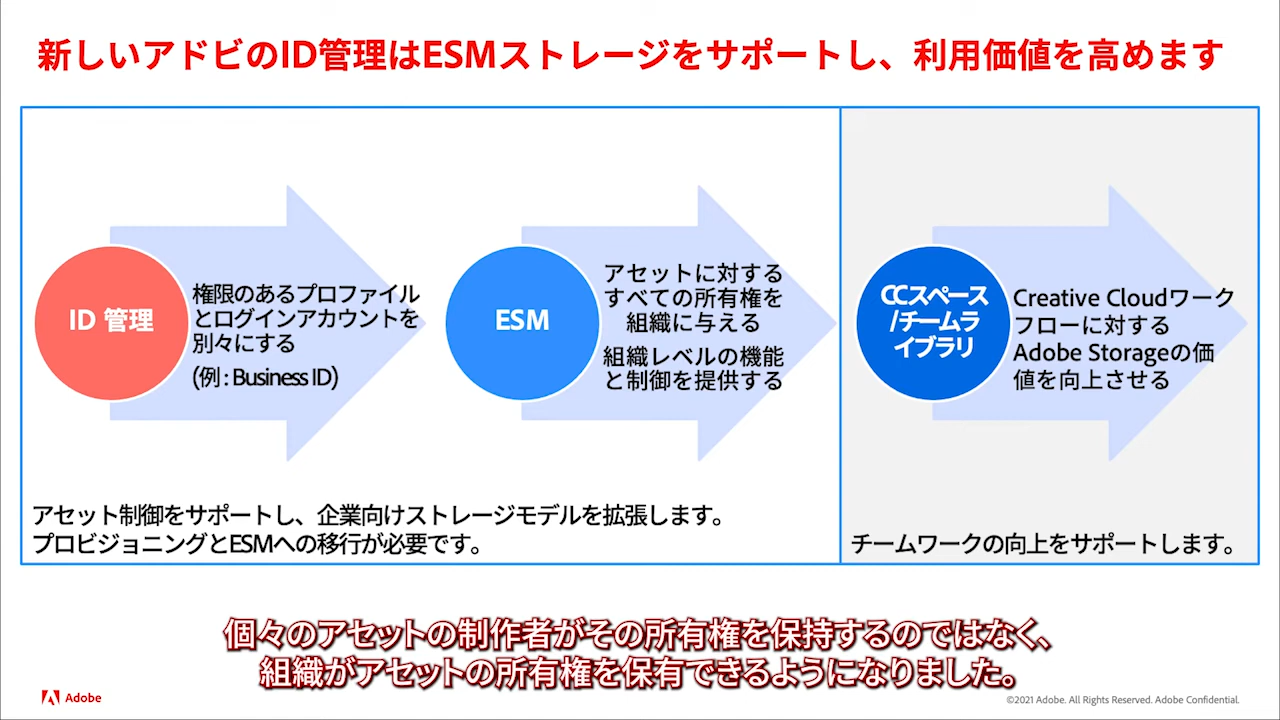 新しいアドビのID管理はESMストレージをサポートし、利用価値を高めます
ID 管理
権限のあるプロファイル
とログインアカウントを
別々にする
(例 : Business ID)
ESM
アセットに対する
すべての所有権を
組織に与える
組織レベルの機能
と制御を提供する
CCスペース
/チームラ
イブラリ
Creative Cloudワーク
フローに対する
Adobe Storageの価
値を向上させる
アセット制御をサポートし、企業向けストレージモデルを拡張します。
プロビジョニングとESMへの移行が必要です。
チームワークの向上をサポートします。
個々のアセットの制作者がその所有権を保持するのではなく、
組織がアセットの所有権を保有できるようになりました。
Adobe
©2021 Adobe. All Rights Reserved. Adobe Confidential.